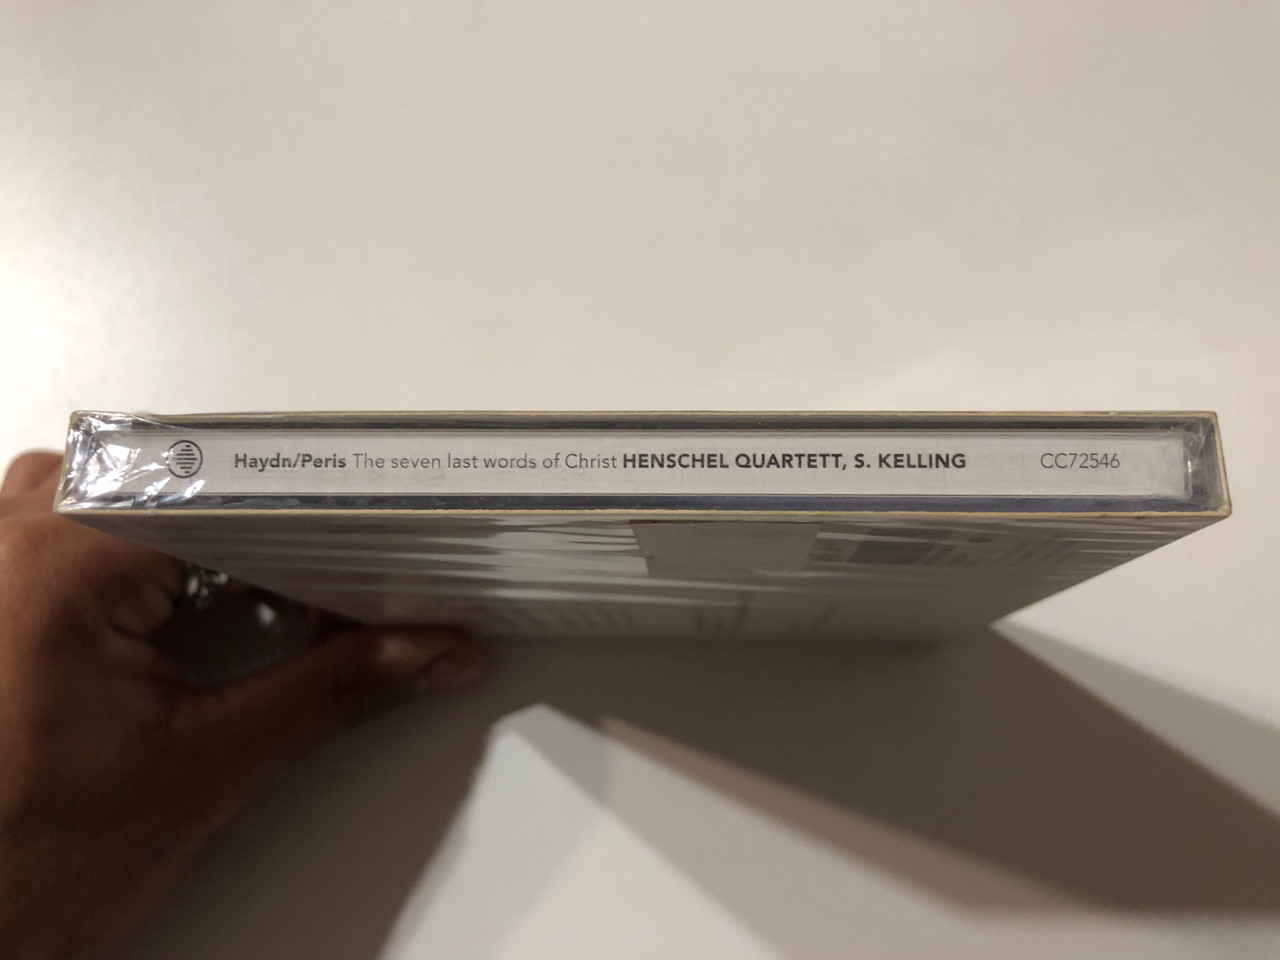 Haydn/Peris The seven last words of Christ HENSCHEL QUARTETT, S. KELLING CC72546